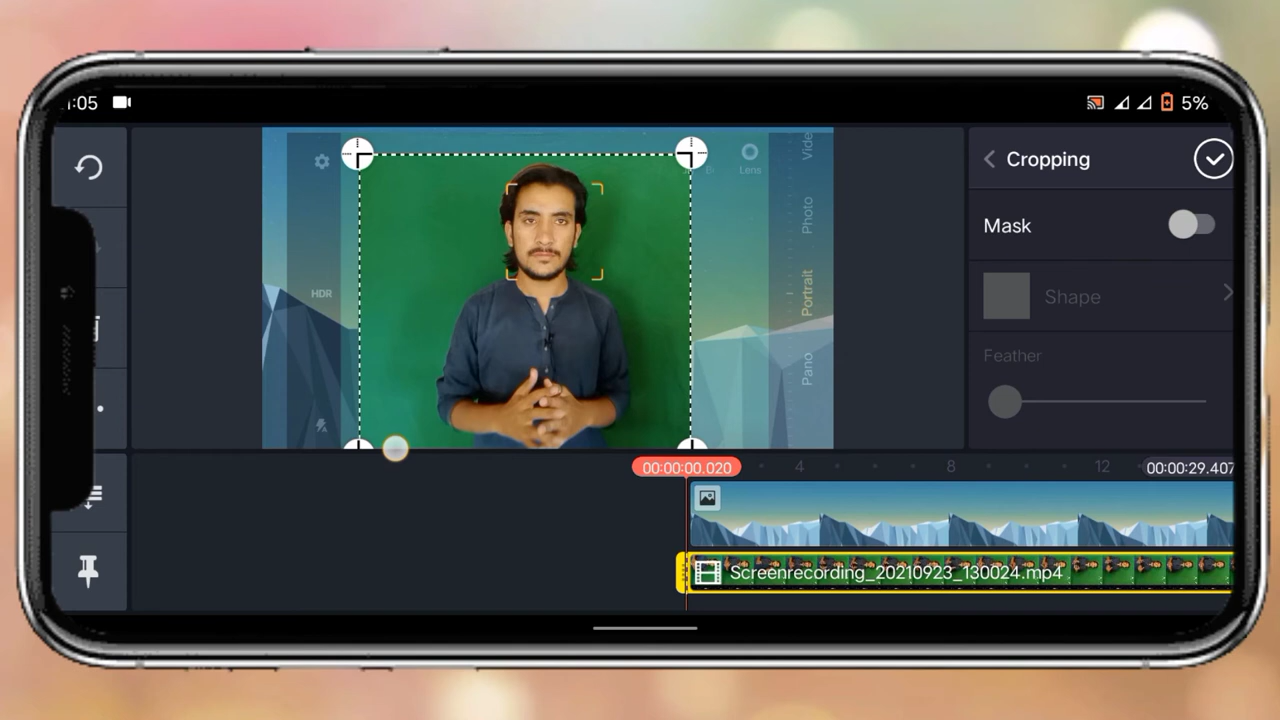 :05
5%
Cropping
Mask
Shape
Feather
HDR
Lens
Vide
Photo
Portrait
Pano
00:00:00.020
4
8
12
00:00:29.407
Screenrecording_20210923_130024.mp4